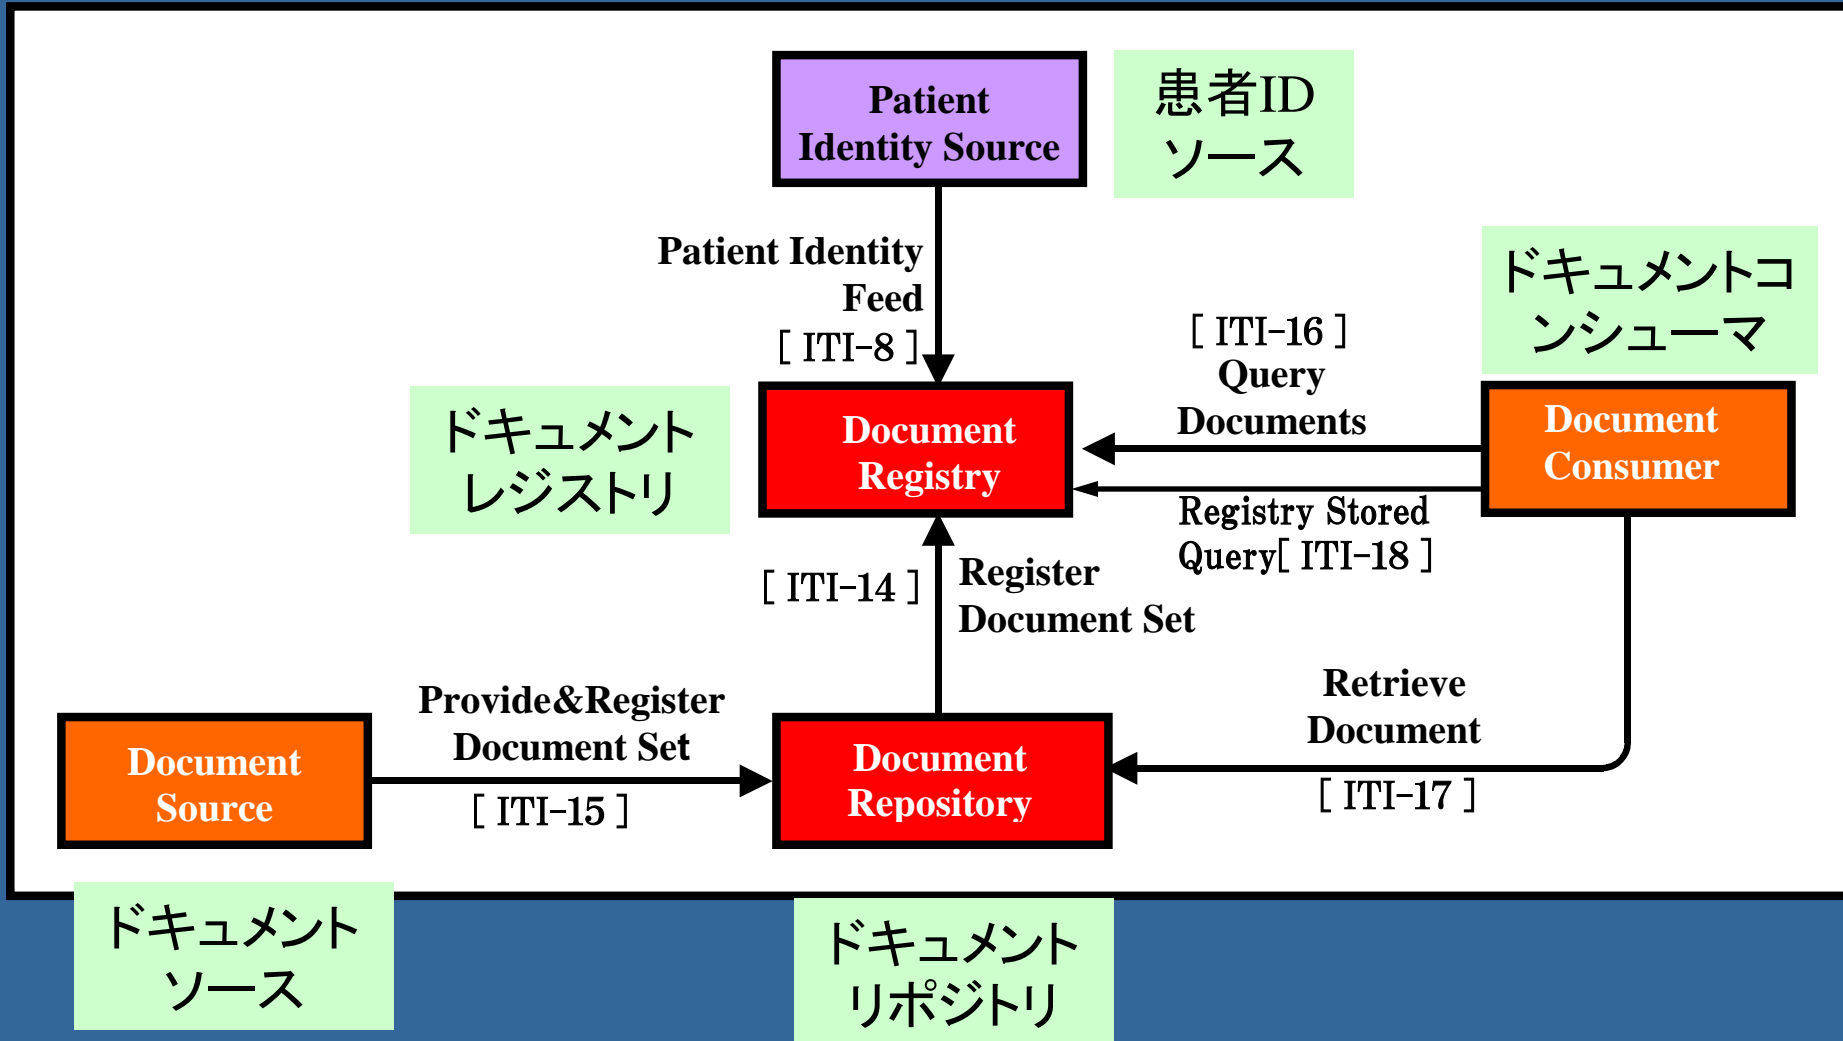 Patient
Identity Source
患者ID
ソース
Patient Identity
Feed
[ ITI-8 ]
ドキュメントコ
ンシューマ
[ ITI-16 ]
Query
Documents
ドキュメント
レジストリ
Document
Registry
Document
Consumer
Registry Stored
Query[ ITI-18 ]
[ ITI-14 ]
Register
Document Set
Provide&Register
Document Set
[ ITI-15 ]
Retrieve
Document
[ ITI-17 ]
Document
Source
Document
Repository
ドキュメント
ソース
ドキュメント
リポジトリ